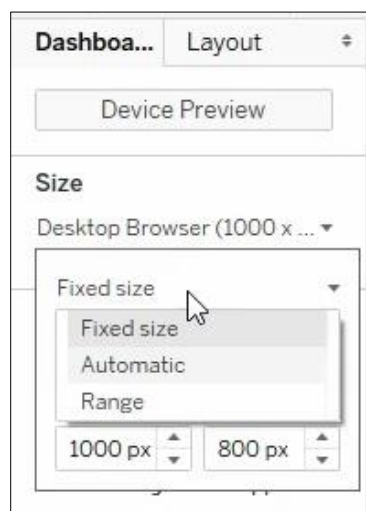 Dashboa... Layout
Device Preview
Size
Desktop Browser (1000 x ...
Fixed size
Fixed size
Automatic
Range
1000 px 800 px